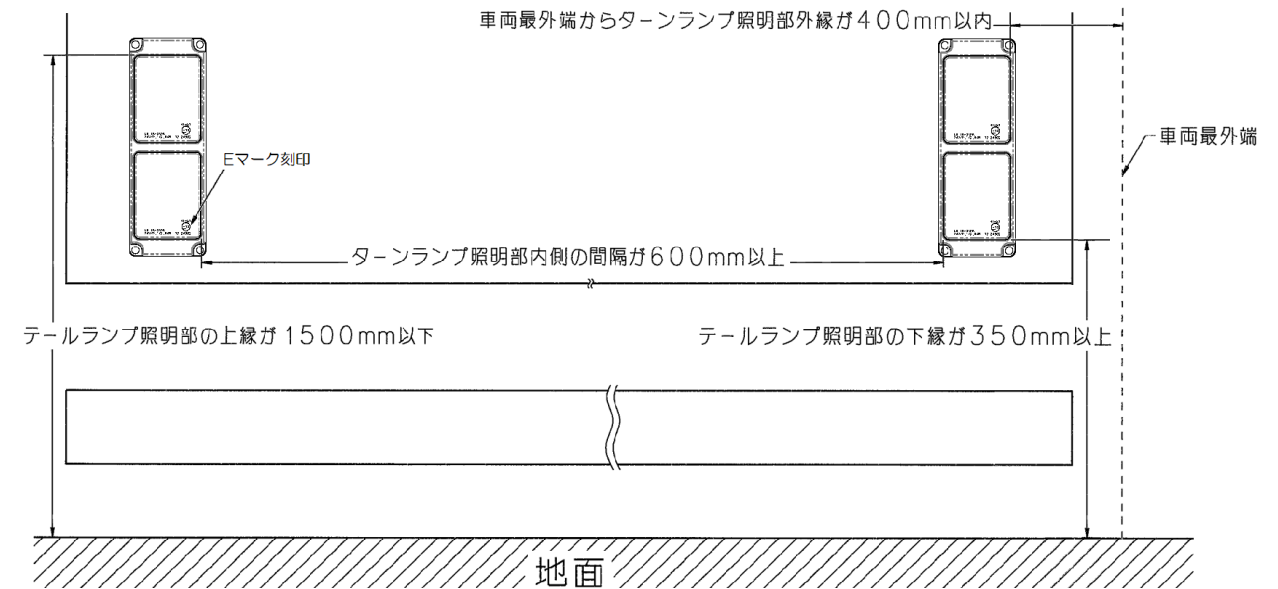 車両最外端からターンランプ照明部外縁が400mm以内
車両最外端
Eマーク刻印
ターンランプ照明部内側の間隔が600mm以上
テールランプ照明部の上縁が1500mm以下
テールランプ照明部の下縁が350mm以上
地面